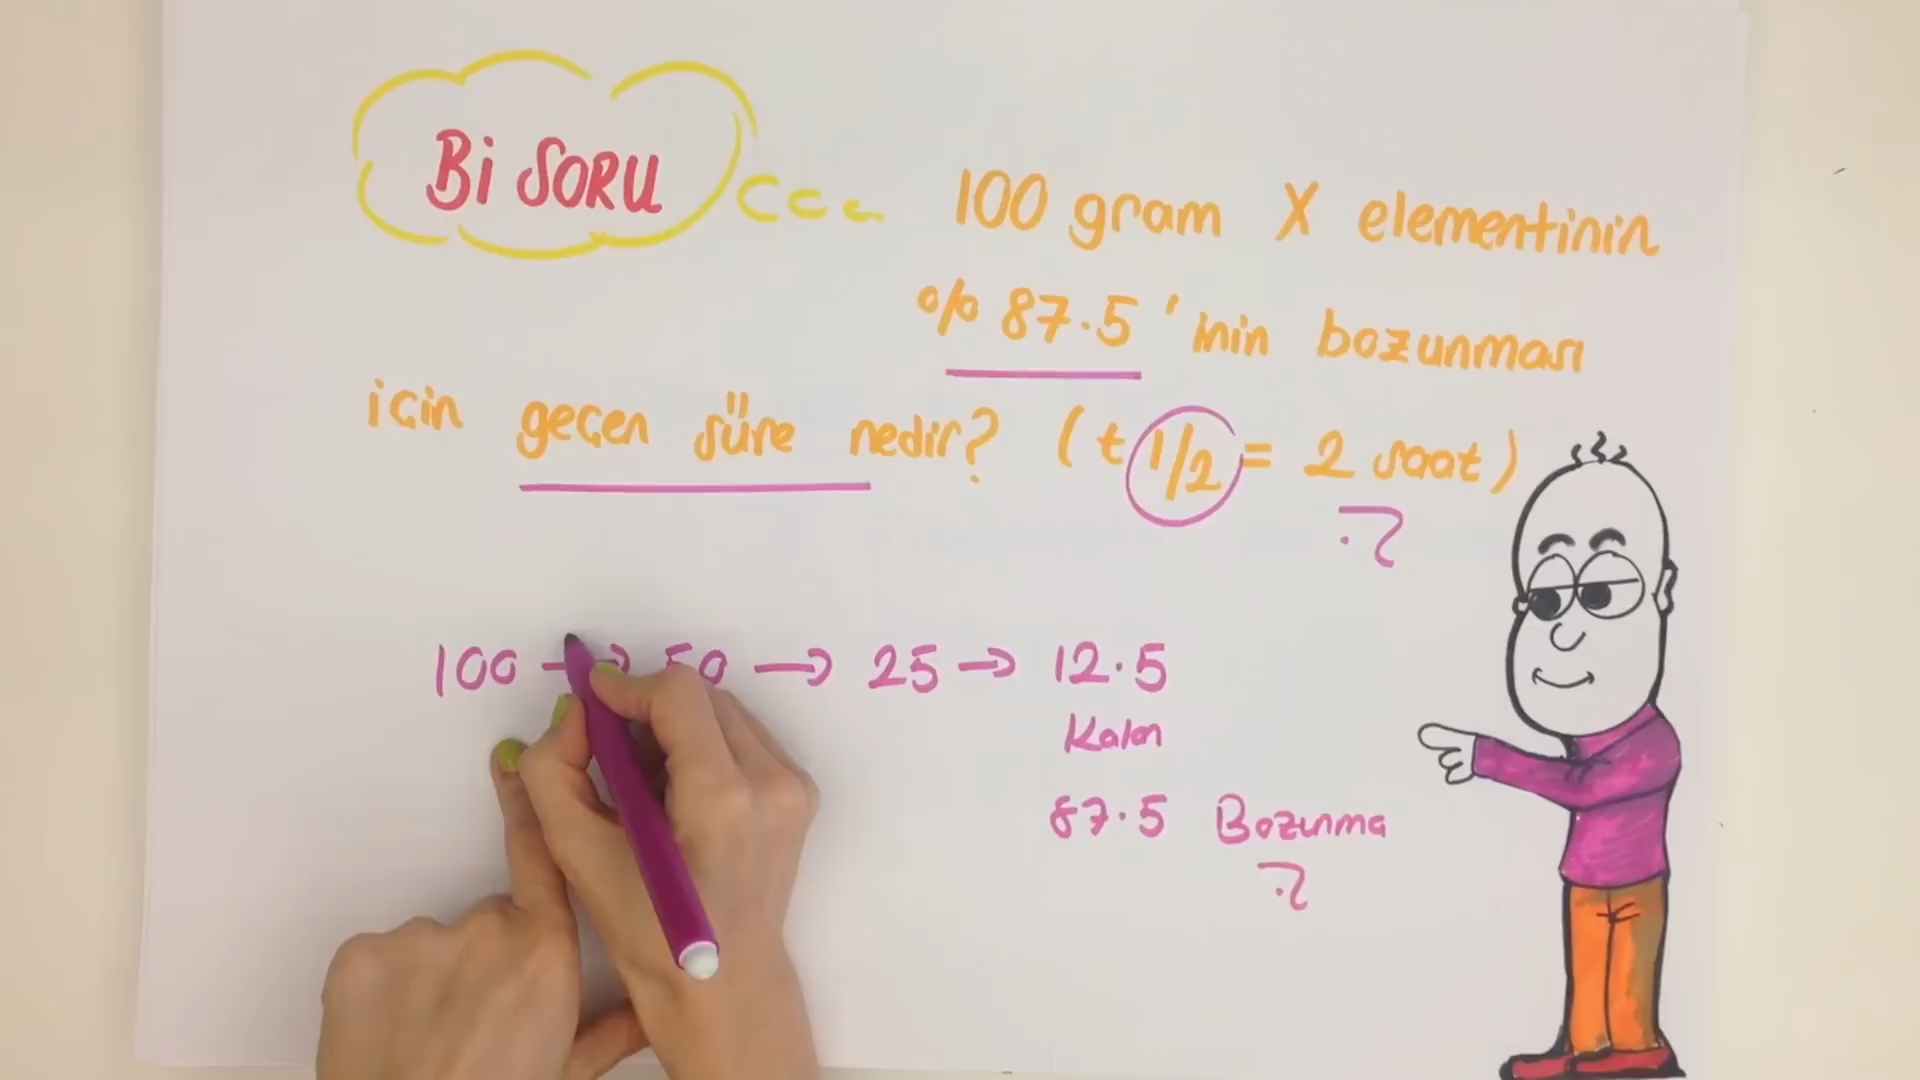 Bi SORU
100 gram X elementinin
% 87.5 'inin bozunması
için geçen süre nedir? (t 1/2 = 2 saat)
?
100 → 50 → 25 → 12.5
Kalan
87.5 Bozunma
?